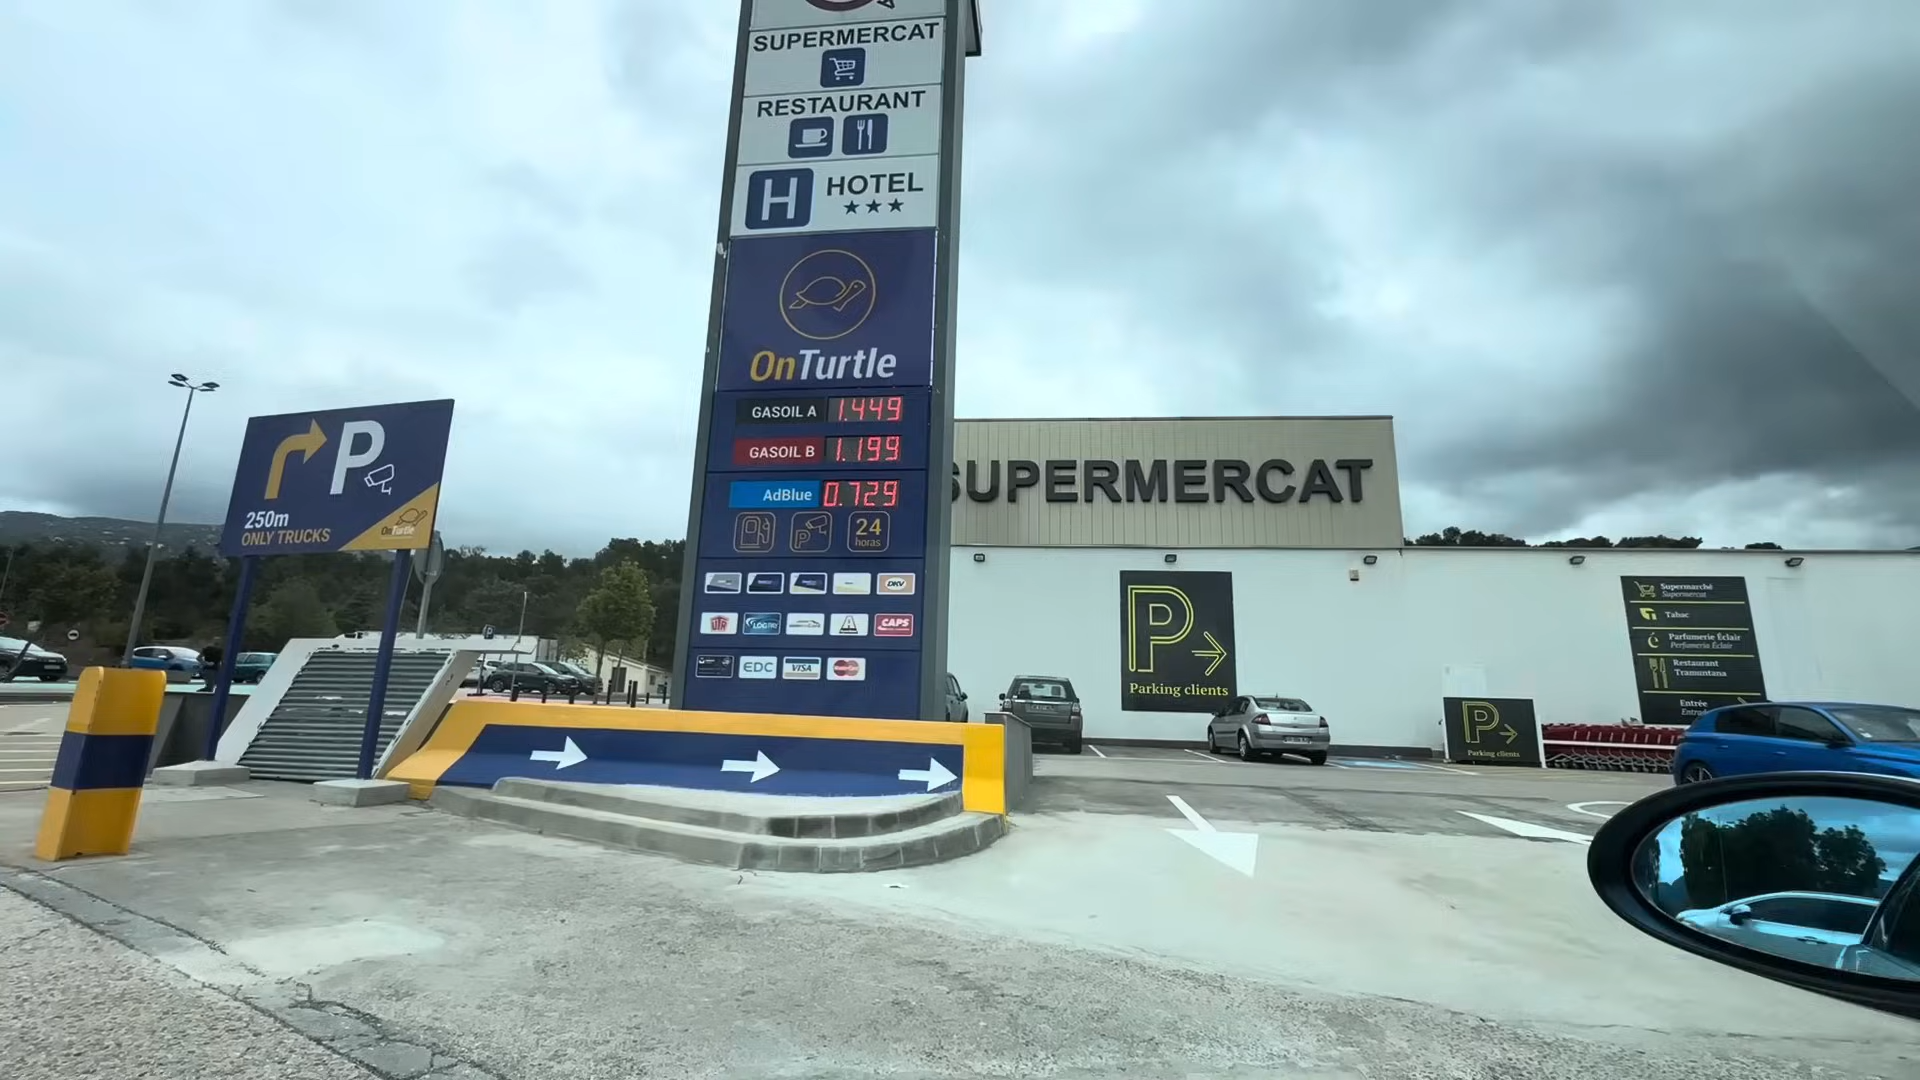 SUPERMERCAT
RESTAURANT
H HOTEL
OnTurtle
GASOIL A 1.449
GASOIL B 1.199
AdBlue 0.729
P
24
horas
DKV
UTA
LOGPAY
A
CAPS
EDC
VISA
P
250m
ONLY TRUCKS
OnTurtle
SUPERMERCAT
P
Parking clients
Supermarché
Supermercat
Tabac
Parfumerie Éclair
Perfumeria Éclair
Restaurant
Tramuntana
Entrée
P
Parking clients